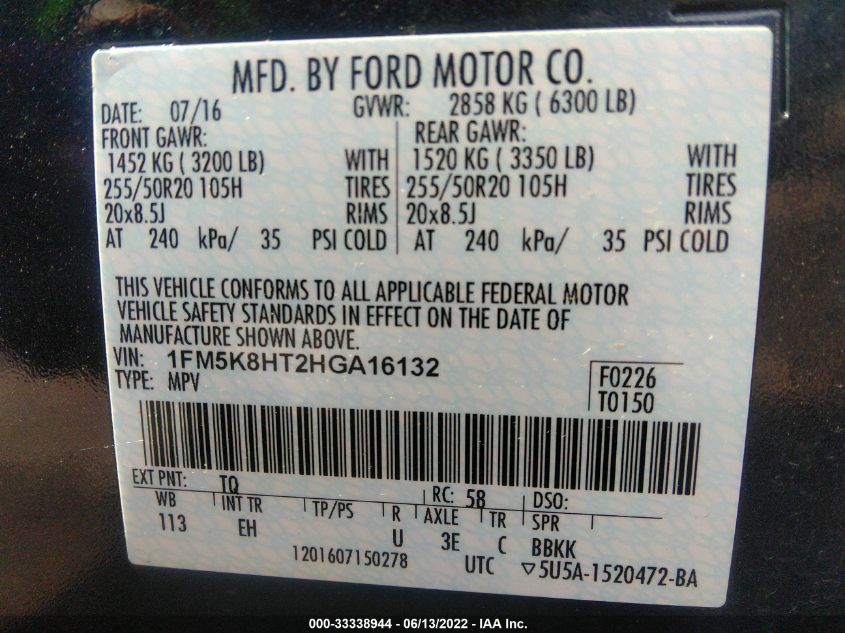 MFD. BY FORD MOTOR CO.
DATE: 07/16 GVWR: 2858 KG ( 6300 LB)
FRONT GAWR: REAR GAWR:
1452 KG ( 3200 LB) WITH 1520 KG ( 3350 LB) WITH
255/50R20 105H TIRES 255/50R20 105H TIRES
20x8.5J RIMS 20x8.5J RIMS
AT 240 kPa/ 35 PSI COLD AT 240 kPa/ 35 PSI COLD
THIS VEHICLE CONFORMS TO ALL APPLICABLE FEDERAL MOTOR
VEHICLE SAFETY STANDARDS IN EFFECT ON THE DATE OF
MANUFACTURE SHOWN ABOVE.
VIN: 1FM5K8HT2HGA16132 F0226
TYPE: MPV T0150
EXT PNT: TQ RC: 58 DSO:
WB INT TR TP/PS R AXLE TR SPR
113 EH U 3E C BBKK
1201607150278 UTC ▽5U5A-1520472-BA
000-33338944 - 06/13/2022 - IAA Inc.